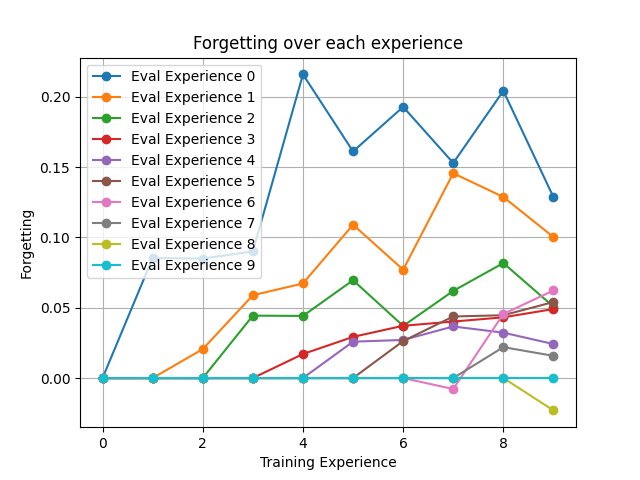 Forgetting over each experience
Eval Experience 0
Eval Experience 1
Eval Experience 2
Eval Experience 3
Eval Experience 4
Eval Experience 5
Eval Experience 6
Eval Experience 7
Eval Experience 8
Eval Experience 9
Forgetting
0.20
0.15
0.10
0.05
0.00
0 2 4 6 8
Training Experience